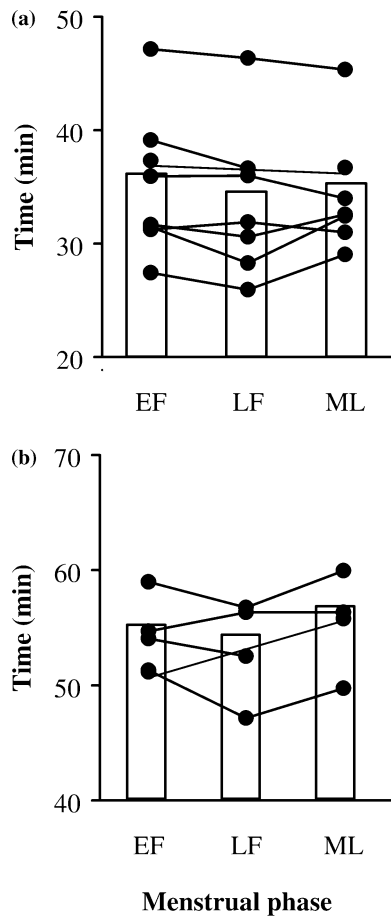 (a)
50
40
30
20
Time (min)
EF LF ML
(b)
70
60
50
40
Time (min)
EF LF ML
Menstrual phase